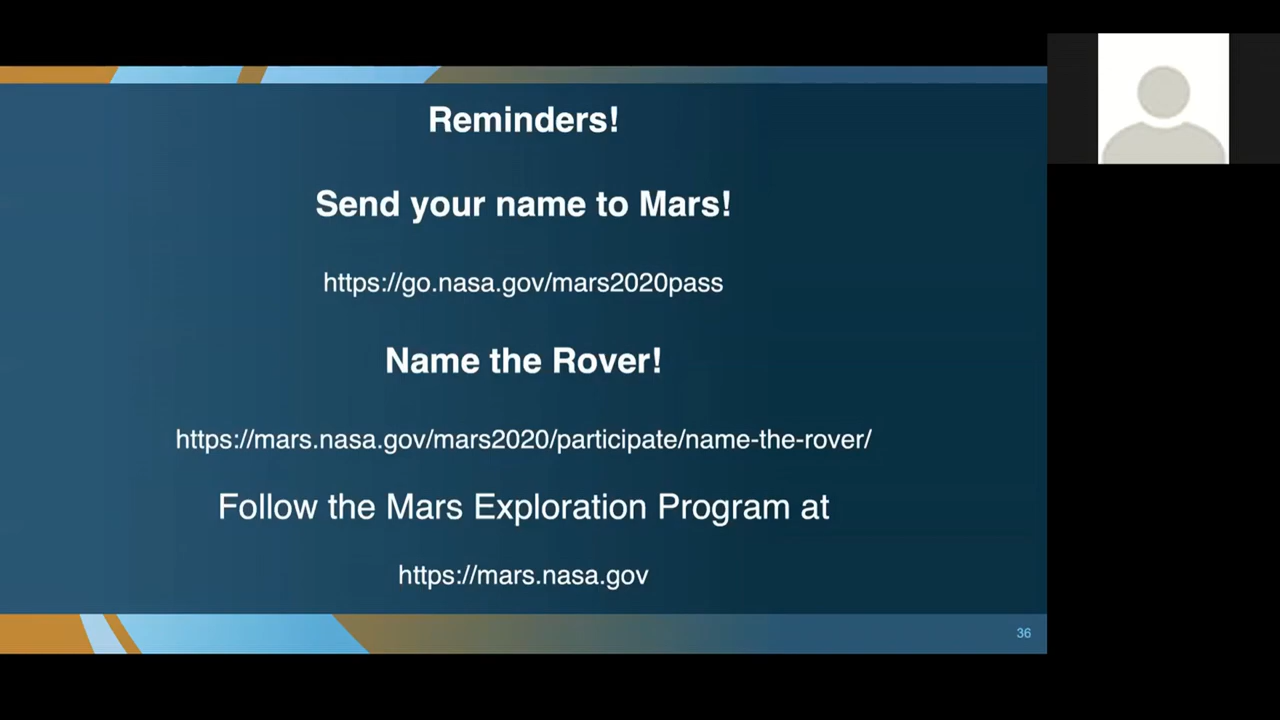 Reminders!
Send your name to Mars!
https://go.nasa.gov/mars2020pass
Name the Rover!
https://mars.nasa.gov/mars2020/participate/name-the-rover/
Follow the Mars Exploration Program at
https://mars.nasa.gov
36